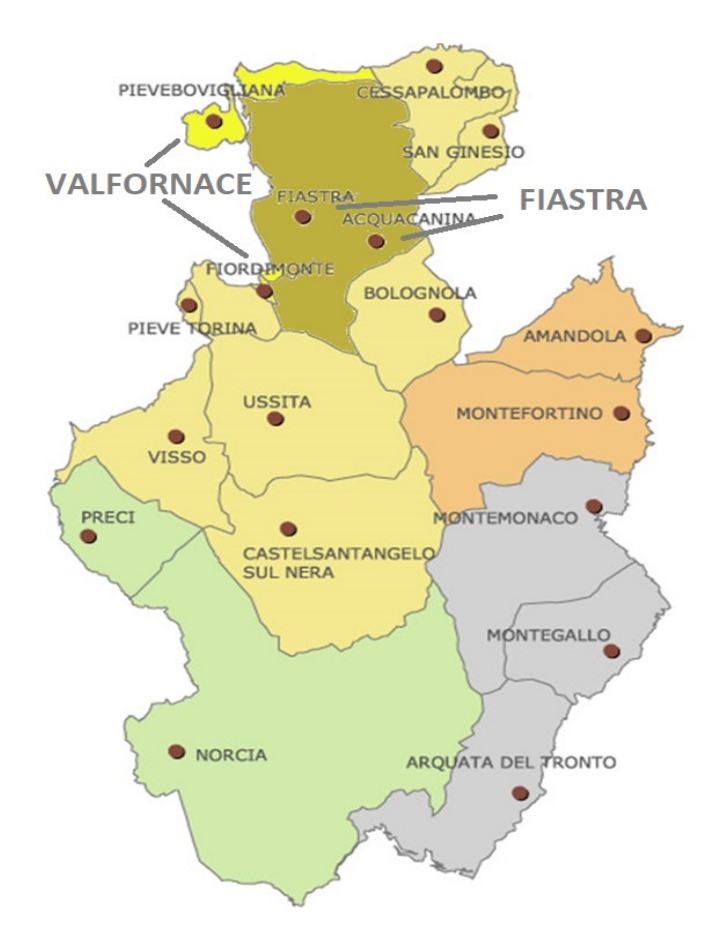 PIEVEBOVIGLIANA
CESSAPALOMBO
SAN GINESIO
VALFORNACE
FIASTRA
FIASTRA
ACQUACANINA
FIORDIMONTE
BOLOGNOLA
PIEVE TORINA
AMANDOLA
USSITA
MONTEFORTINO
VISSO
PRECI
MONTEMONACO
CASTELSANTANGELO
SUL NERA
MONTEGALLO
NORCIA
ARQUATA DEL TRONTO